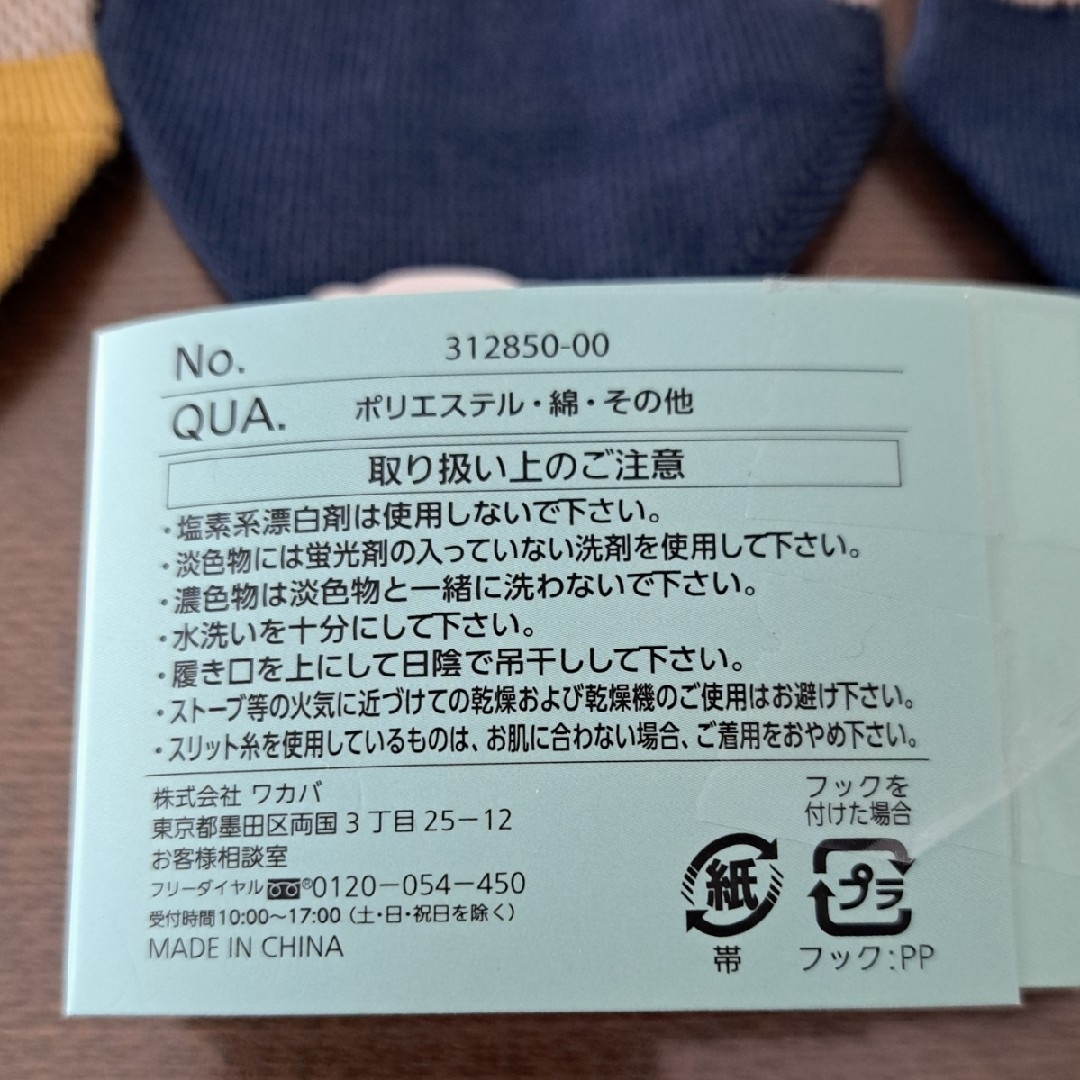 No. 312850-00
QUA. ポリエステル・綿・その他
取り扱い上のご注意
・塩素系漂白剤は使用しないで下さい。
・淡色物には蛍光剤の入っていない洗剤を使用して下さい。
・濃色物は淡色物と一緒に洗わないで下さい。
・水洗いを十分にして下さい。
・履き口を上にして日陰で吊干しして下さい。
・ストーブ等の火気に近づけての乾燥および乾燥機のご使用はお避け下さい。
・スリット糸を使用しているものは、お肌に合わない場合、ご着用をおやめ下さい。
株式会社 ワカバ
東京都墨田区両国3丁目25−12
お客様相談室
フリーダイヤル®0120−054−450
受付時間10:00〜17:00（土・日・祝日を除く）
MADE IN CHINA
フックを
付けた場合
紙
プラ
帯
フック:PP